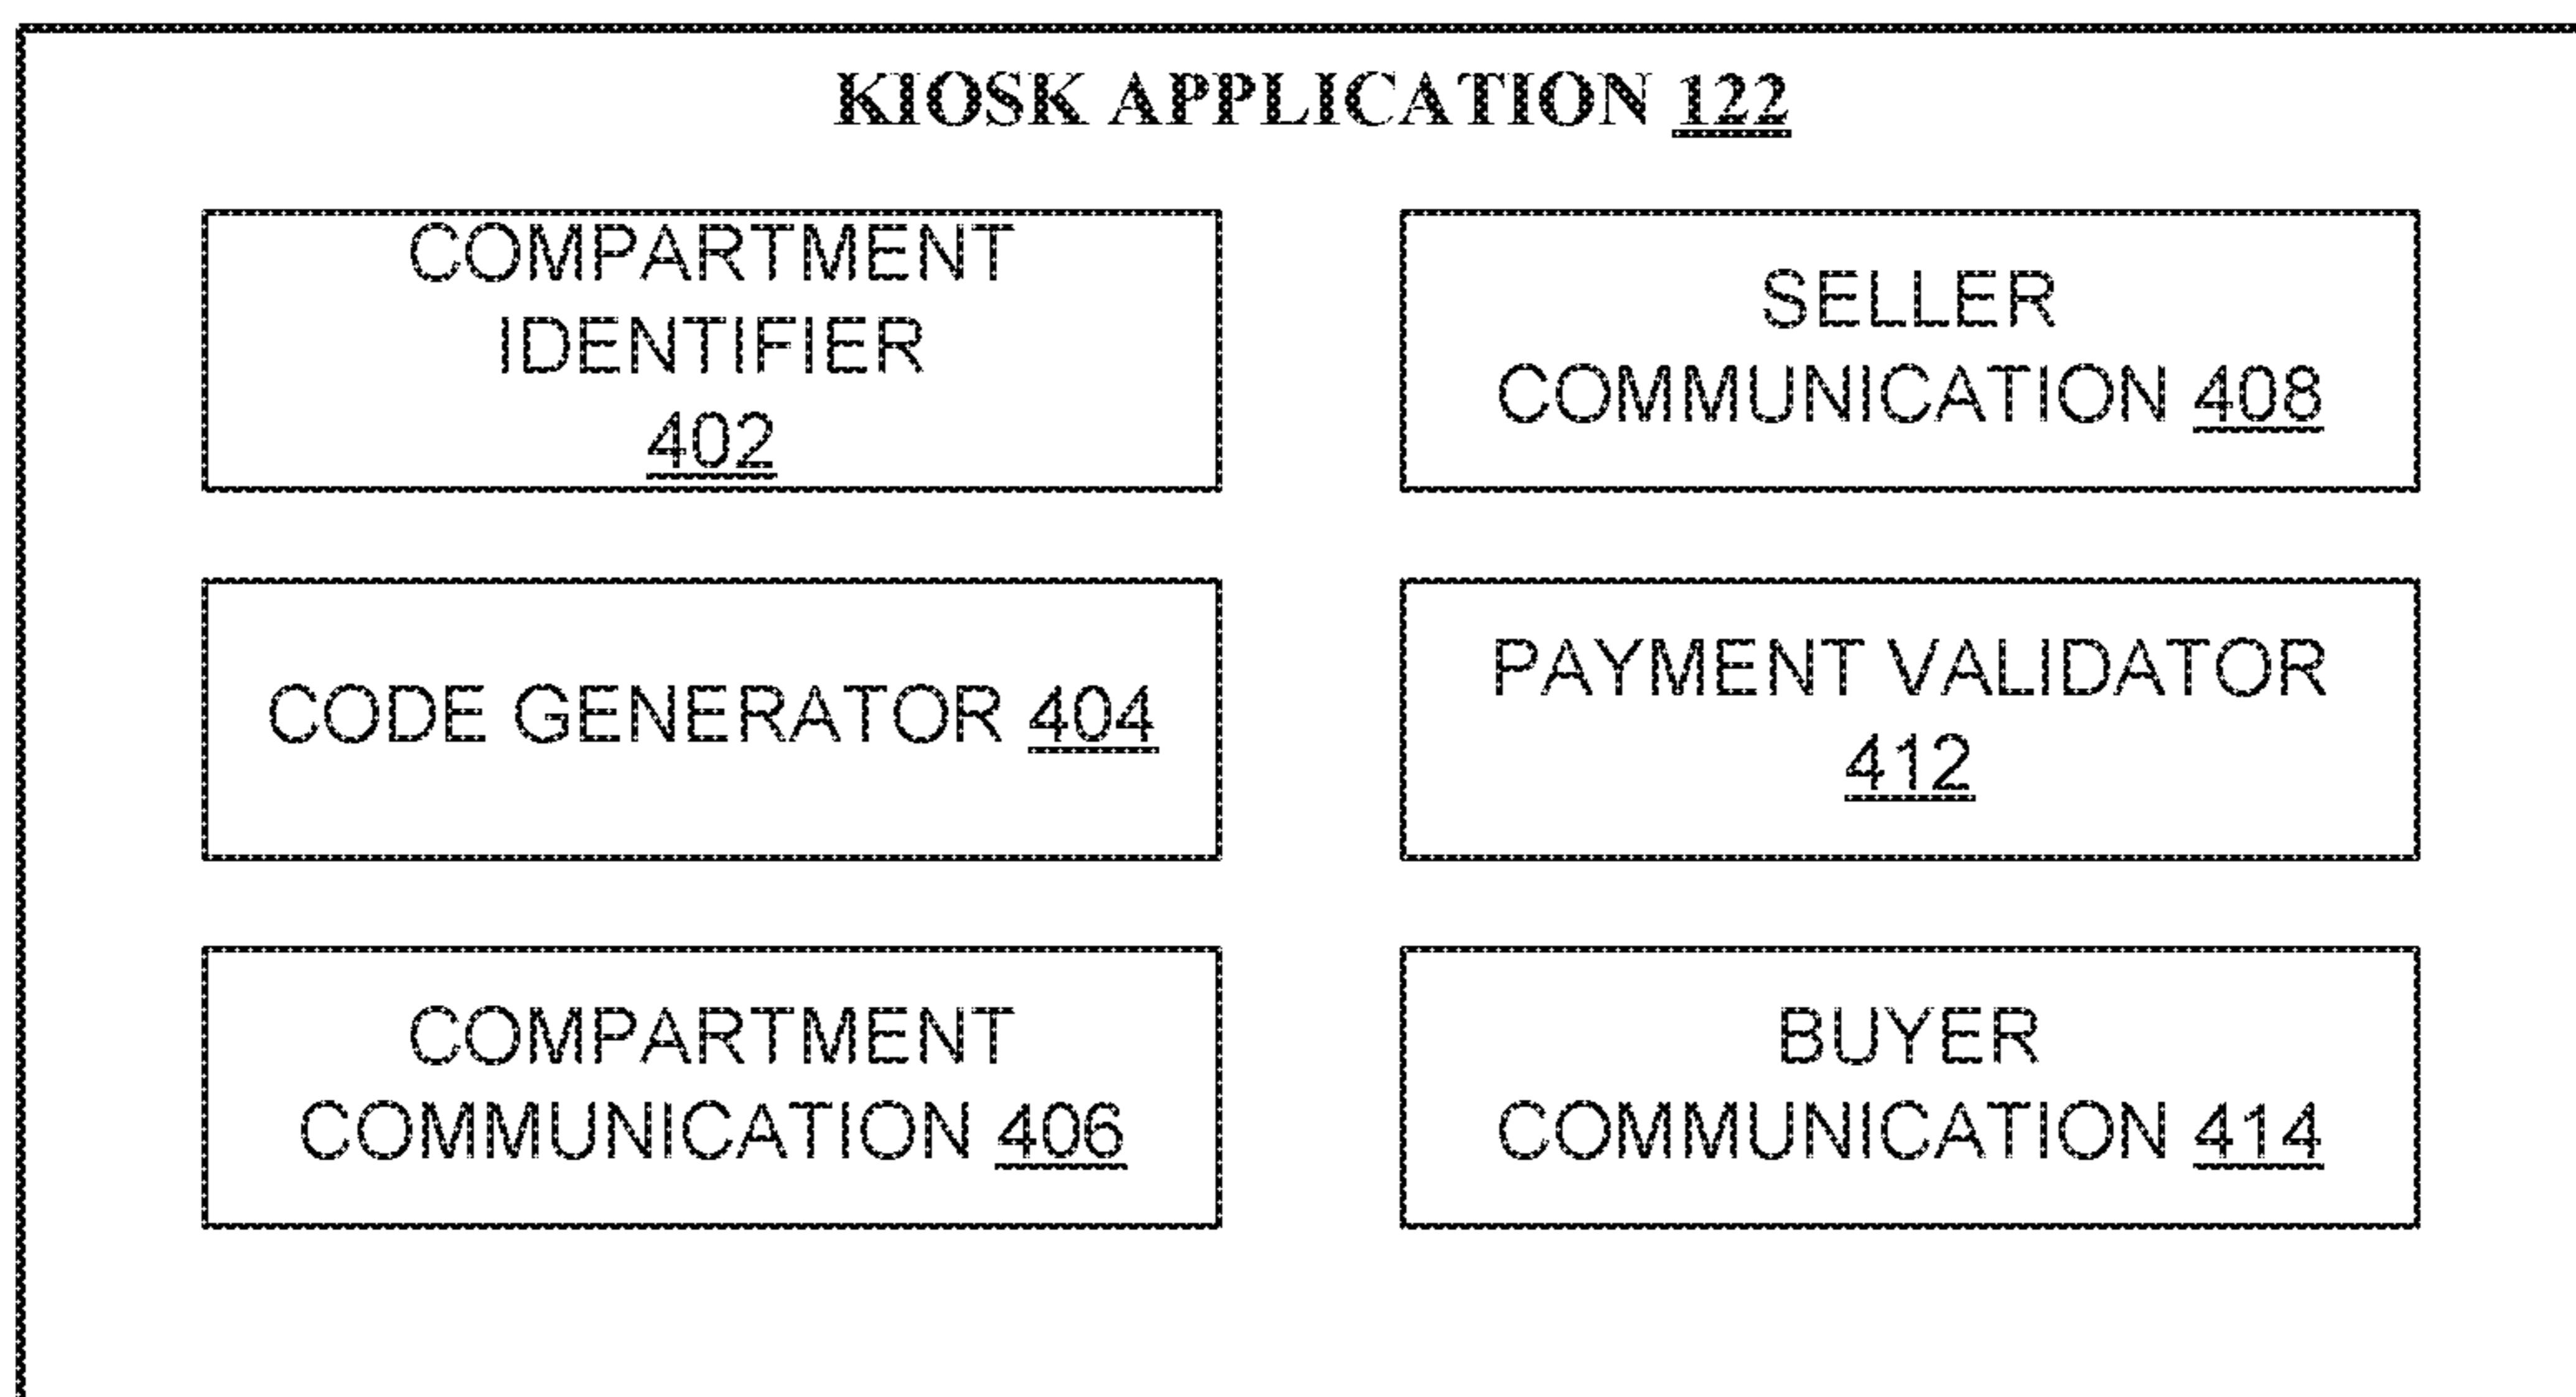 KIOSK APPLICATION 122
COMPARTMENT
IDENTIFIER
402
SELLER
COMMUNICATION 408
CODE GENERATOR 404
PAYMENT VALIDATOR
412
COMPARTMENT
COMMUNICATION 406
BUYER
COMMUNICATION 414